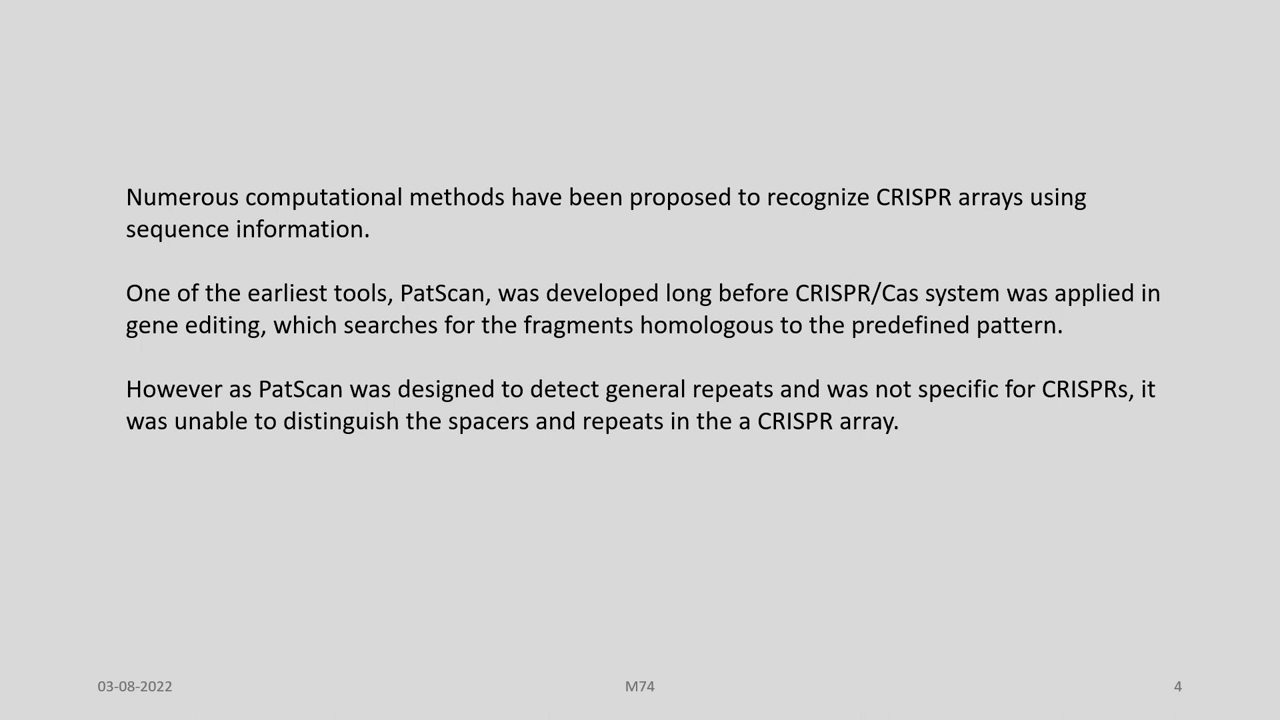 Numerous computational methods have been proposed to recognize CRISPR arrays using
sequence information.
One of the earliest tools, PatScan, was developed long before CRISPR/Cas system was applied in
gene editing, which searches for the fragments homologous to the predefined pattern.
However as PatScan was designed to detect general repeats and was not specific for CRISPRs, it
was unable to distinguish the spacers and repeats in the a CRISPR array.
03-08-2022
M74
4